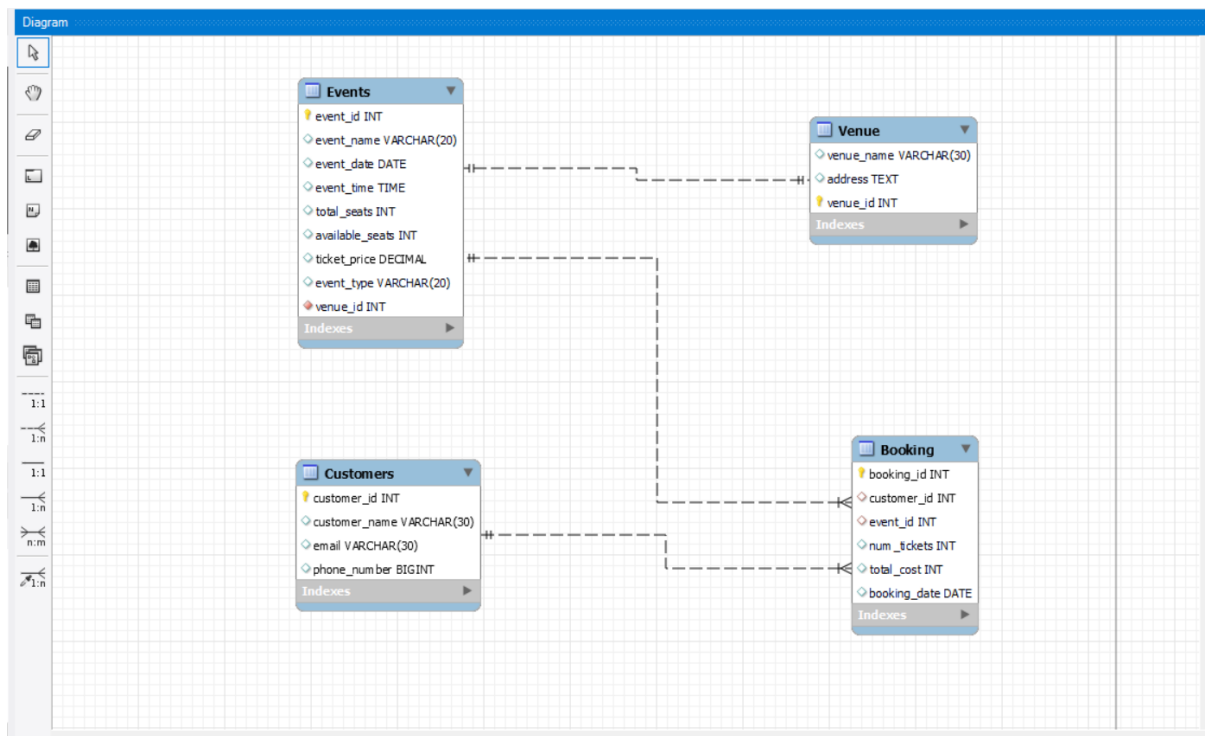 Diagram
Events
event_id INT
event_name VARCHAR(20)
event_date DATE
event_time TIME
total_seats INT
available_seats INT
ticket_price DECIMAL
event_type VARCHAR(20)
venue_id INT
Indexes
Venue
venue_name VARCHAR(30)
address TEXT
venue_id INT
Indexes
Customers
customer_id INT
customer_name VARCHAR(30)
email VARCHAR(30)
phone_number BIGINT
Indexes
Booking
booking_id INT
customer_id INT
event_id INT
num_tickets INT
total_cost INT
booking_date DATE
Indexes
1:1
1:n
1:1
1:n
n:m
1:n